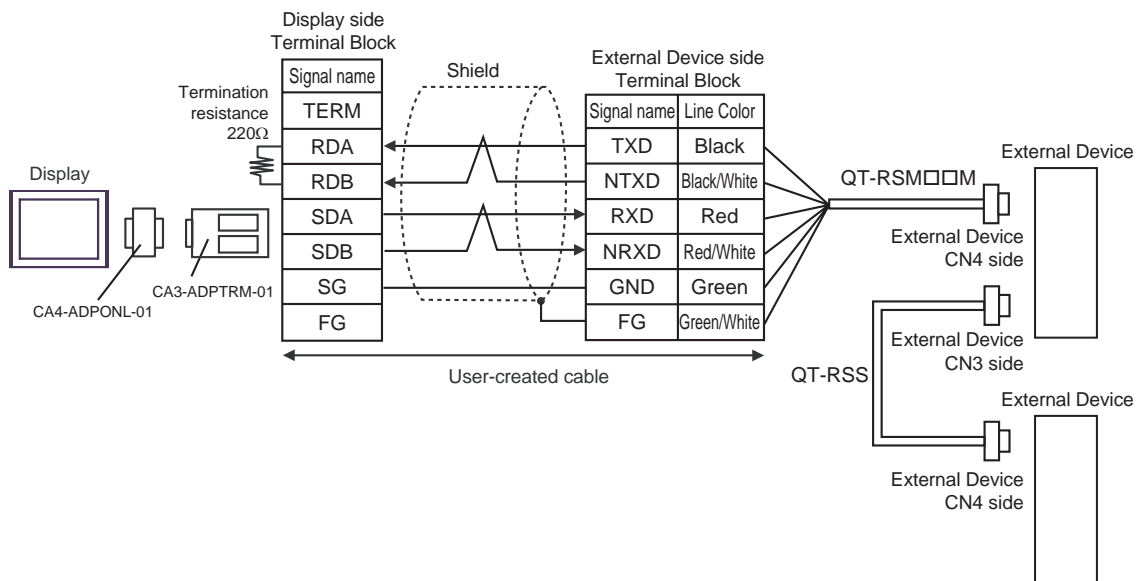 Display side
Terminal Block
Signal name
TERM
RDA
RDB
SDA
SDB
SG
FG
Termination
resistance
220Ω
Shield
External Device side
Terminal Block
Signal name Line Color
TXD Black
NTXD Black/White
RXD Red
NRXD Red/White
GND Green
FG Green/White
User-created cable
Display
CA4-ADPONL-01
CA3-ADPTRM-01
QT-RSM□□M
External Device
External Device
CN4 side
External Device
CN3 side
QT-RSS
External Device
External Device
CN4 side